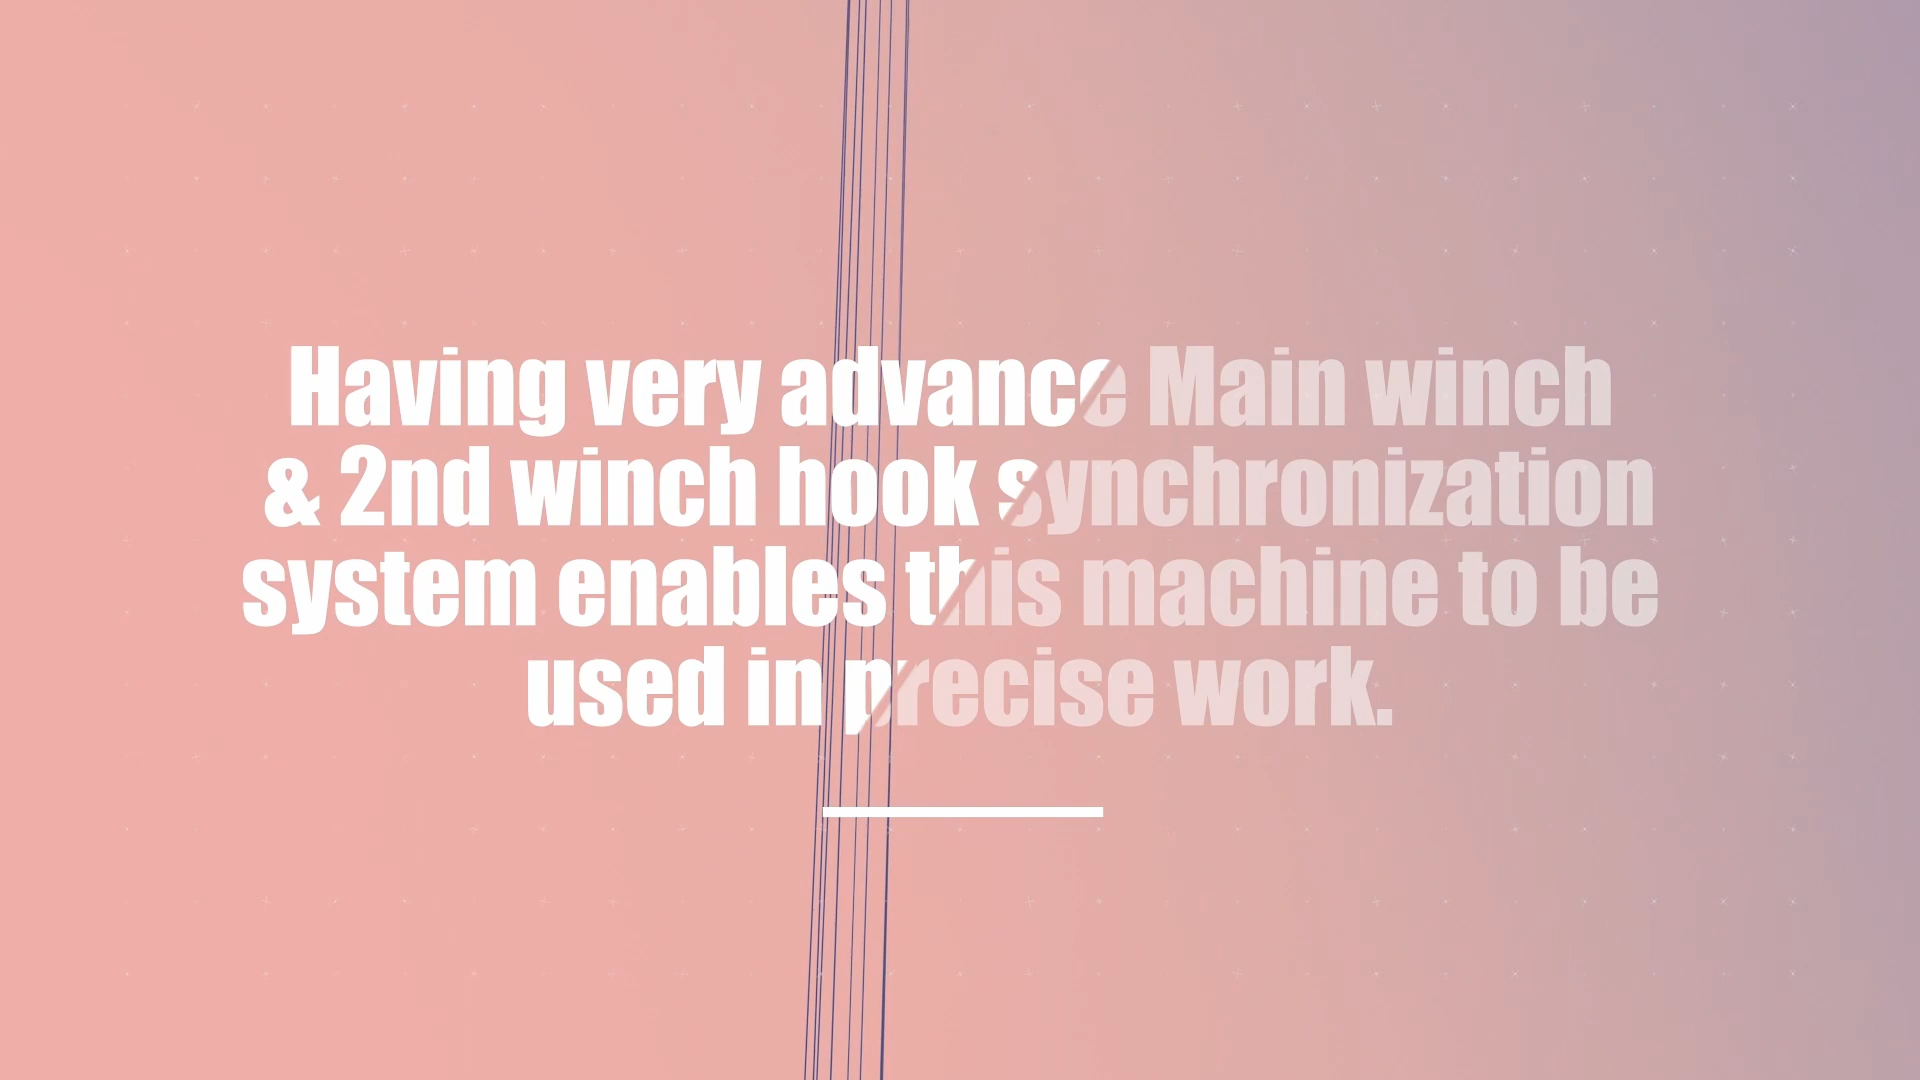 Having very advance Main winch
& 2nd winch hook synchronization
system enables this machine to be
used in precise work.